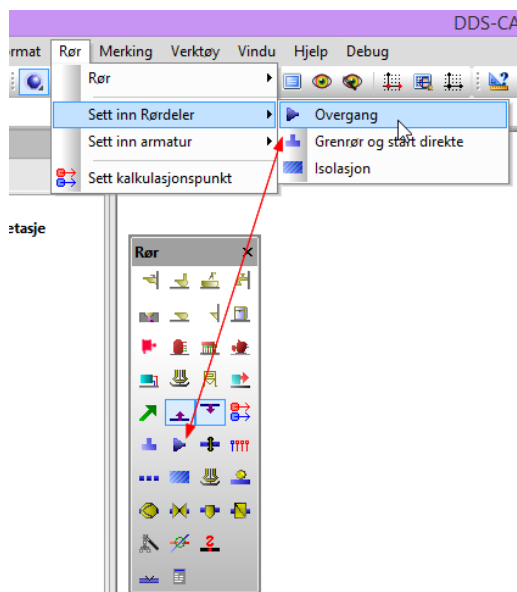 DDS-CA
ormat Rør Merking Verktøy Vindu Hjelp Debug
Rør
Sett inn Rørdeler
Overgang
Sett inn armatur
Grenrør og start direkte
Isolasjon
Sett kalkulasjonspunkt
etasje
Rør